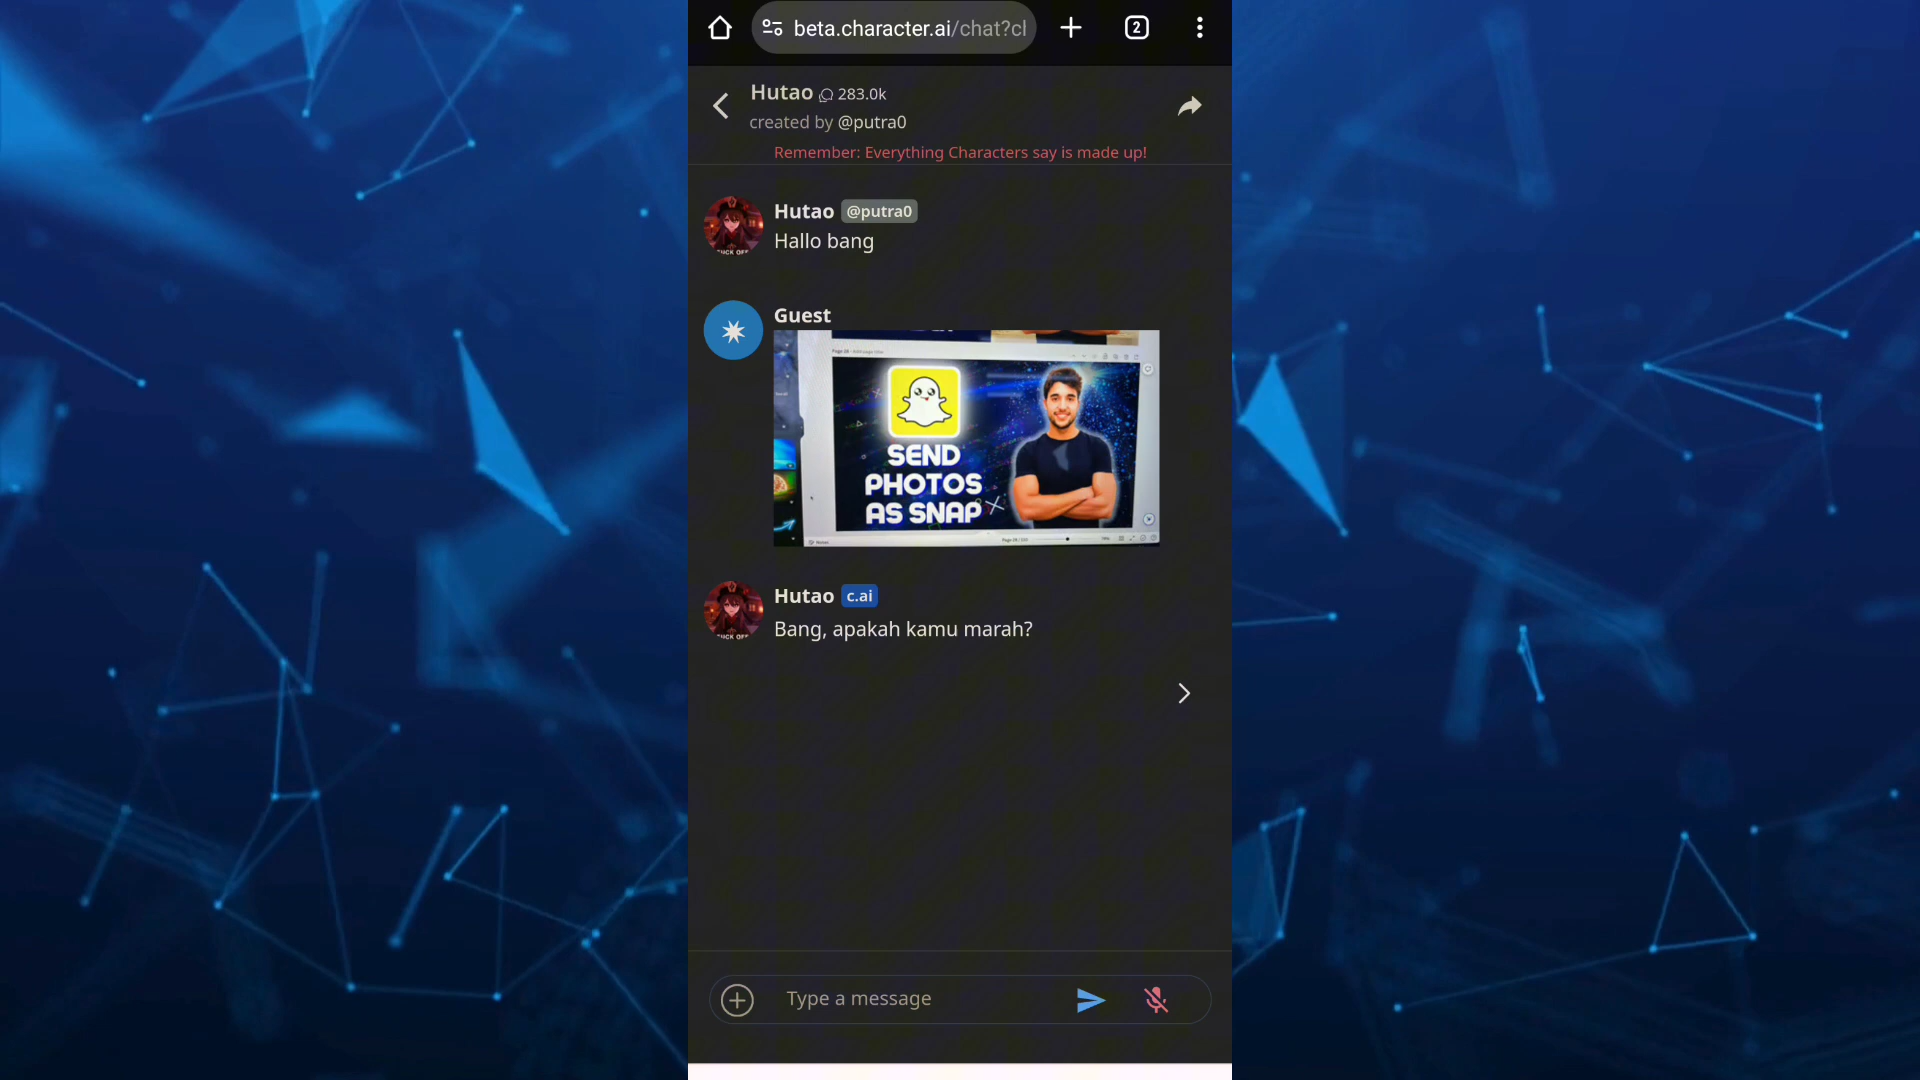 beta.character.ai/chat?cl
2
Hutao 283.0k
created by @putra0
Remember: Everything Characters say is made up!
Hutao @putra0
Hallo bang
Guest
SEND
PHOTOS
AS SNAP
Hutao c.ai
Bang, apakah kamu marah?
Type a message